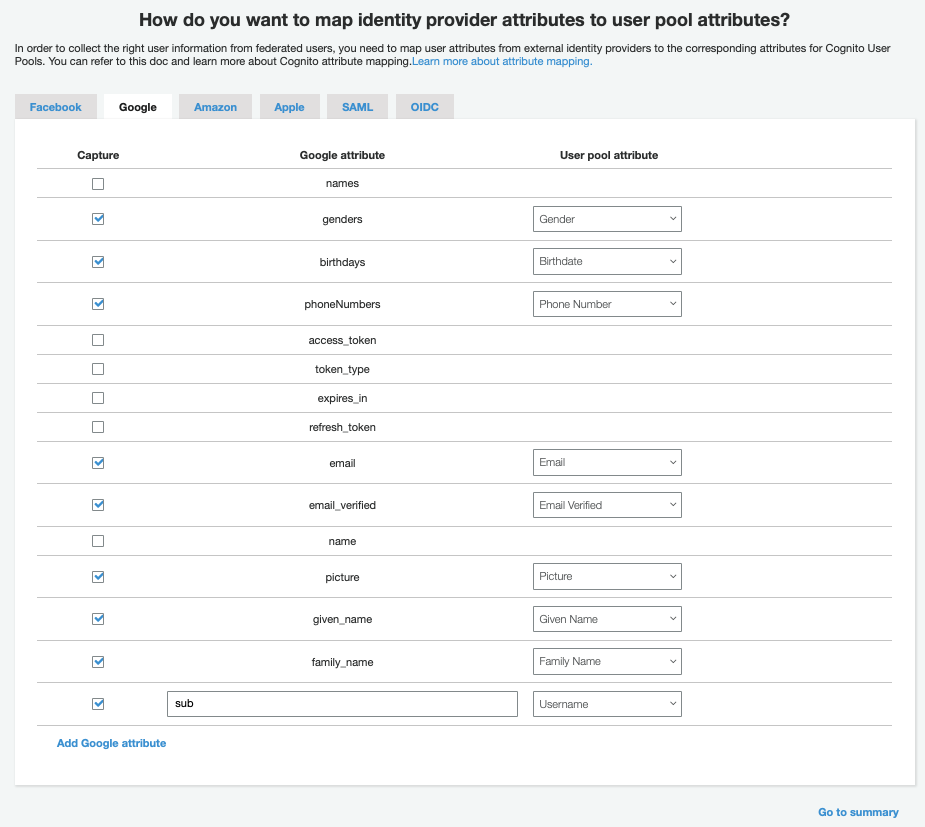 How do you want to map identity provider attributes to user pool attributes?
In order to collect the right user information from federated users, you need to map user attributes from external identity providers to the corresponding attributes for Cognito User
Pools. You can refer to this doc and learn more about Cognito attribute mapping.Learn more about attribute mapping.
Facebook Google Amazon Apple SAML OIDC
Capture Google attribute User pool attribute
names
genders Gender
birthdays Birthdate
phoneNumbers Phone Number
access_token
token_type
expires_in
refresh_token
email Email
email_verified Email Verified
name
picture Picture
given_name Given Name
family_name Family Name
sub Username
Add Google attribute
Go to summary